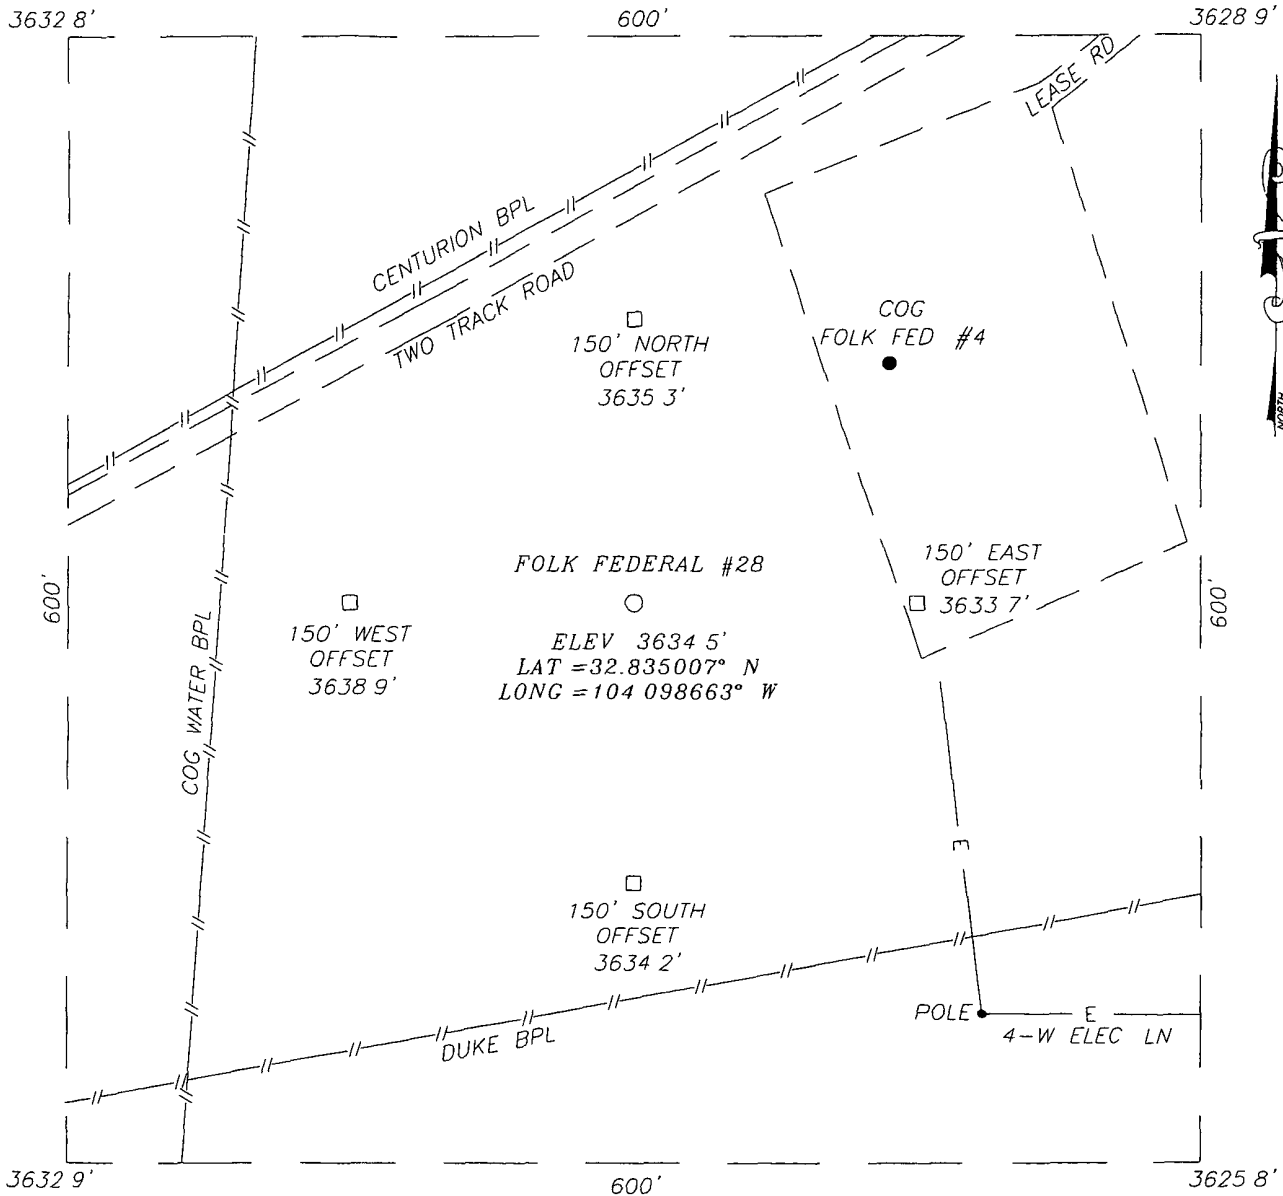 3632 8'
600'
3628 9'
LEASE RD
CENTURION BPL
TWO TRACK ROAD
150' NORTH
OFFSET
3635 3'
COG
FOLK FED #4
NORTH
FOLK FEDERAL #28
150' EAST
OFFSET
3633 7'
600'
600'
150' WEST
OFFSET
3638 9'
ELEV 3634 5'
LAT =32.835007° N
LONG =104 098663° W
COG WATER BPL
E
150' SOUTH
OFFSET
3634 2'
POLE
E
4-W ELEC LN
DUKE BPL
3632 9'
600'
3625 8'